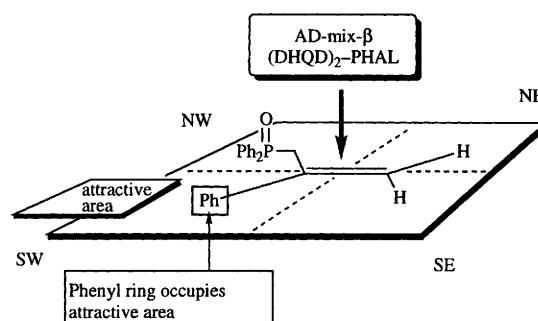 AD-mix-β
(DHQD)₂–PHAL
NE
NW
O
Ph₂P
H
attractive
area
Ph
H
SW
SE
Phenyl ring occupies
attractive area